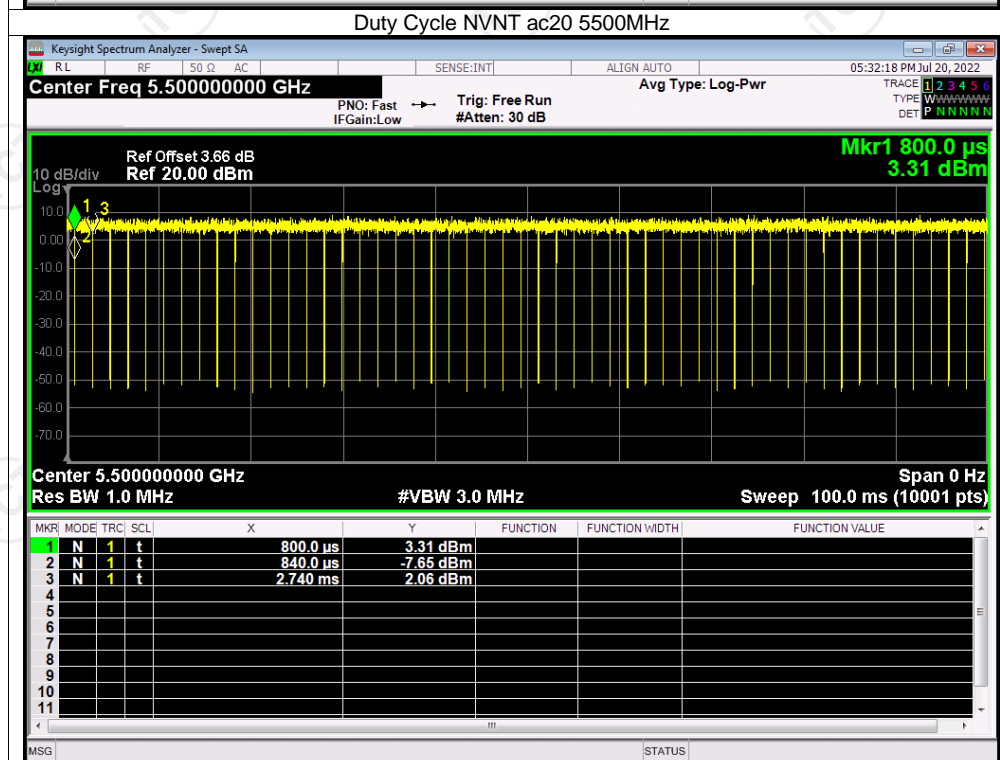 Duty Cycle NVNT ac20 5500MHz
Keysight Spectrum Analyzer - Swept SA
LXI RL RF 50 Ω AC SENSE:INT ALIGN AUTO 05:32:18 PM Jul 20, 2022
Center Freq 5.500000000 GHz Avg Type: Log-Pwr TRACE 1 2 3 4 5 6
PNO: Fast Trig: Free Run TYPE WWWWWW
IFGain:Low #Atten: 30 dB DET P N N N N N
Mkr1 800.0 µs
Ref Offset 3.66 dB
10 dB/div Ref 20.00 dBm 3.31 dBm
Log
1 3
10.0
2
0.00
-10.0
-20.0
-30.0
-40.0
-50.0
-60.0
-70.0
Center 5.500000000 GHz Span 0 Hz
Res BW 1.0 MHz #VBW 3.0 MHz Sweep 100.0 ms (10001 pts)
MKR MODE TRC SCL X Y FUNCTION FUNCTION WIDTH FUNCTION VALUE
1 N 1 t 800.0 µs 3.31 dBm
2 N 1 t 840.0 µs -7.65 dBm
3 N 1 t 2.740 ms 2.06 dBm
4
5
6
7
8
9
10
11
MSG STATUS